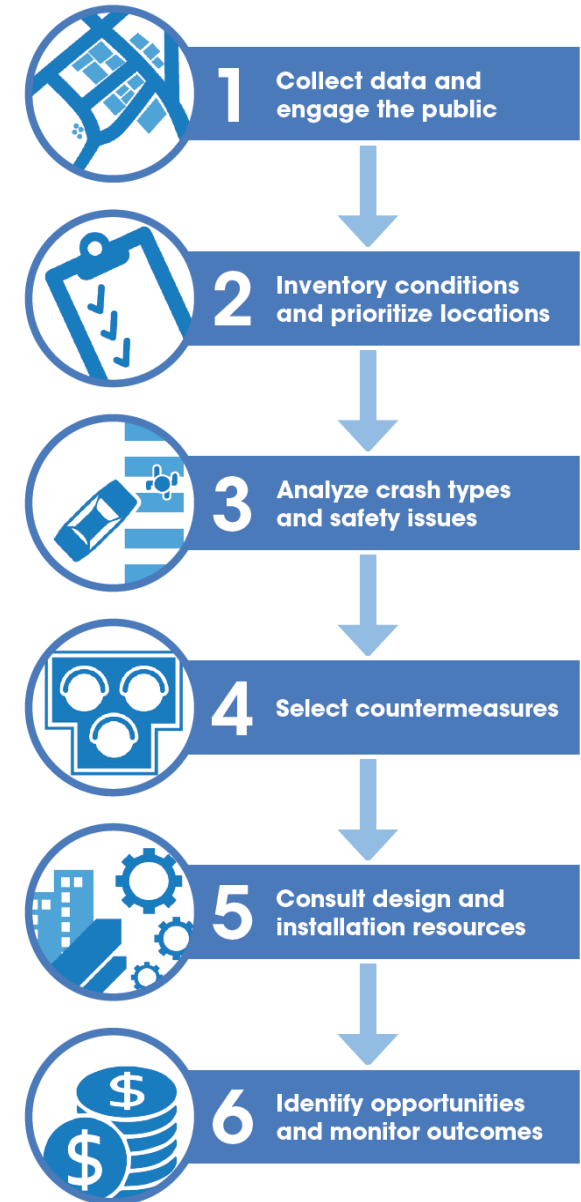 1
Collect data and
engage the public
2
Inventory conditions
and prioritize locations
3
Analyze crash types
and safety issues
4
Select countermeasures
5
Consult design and
installation resources
$
$
6
Identify opportunities
and monitor outcomes